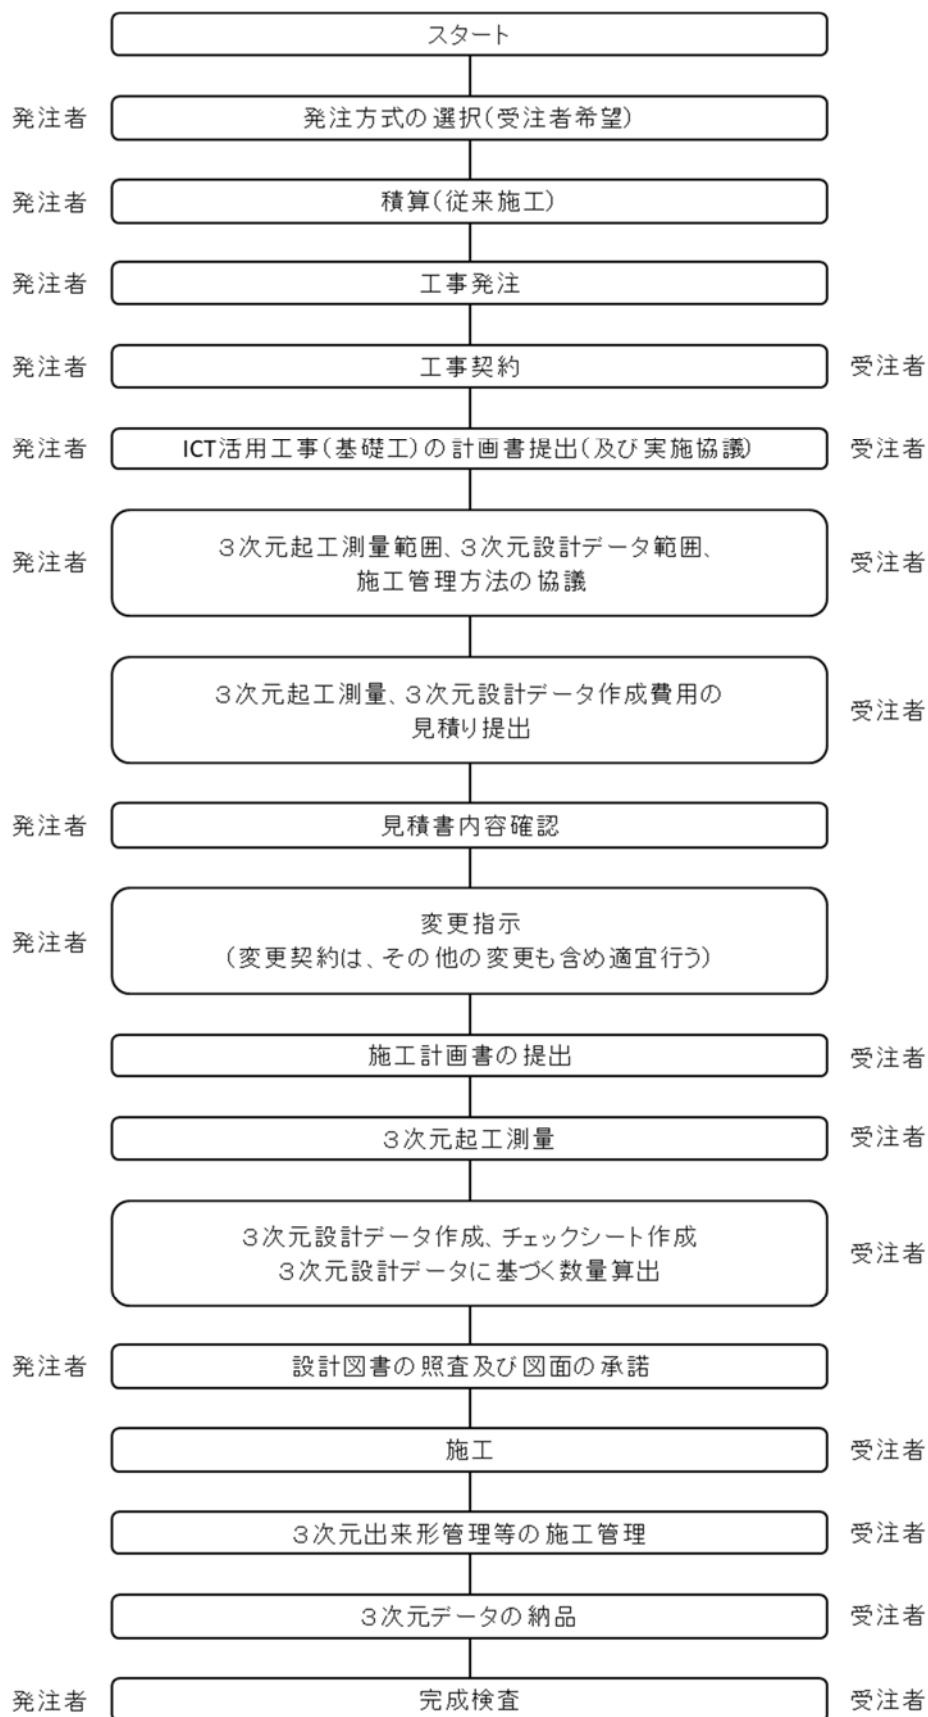 スタート
発注者 発注方式の選択(受注者希望)
発注者 積算(従来施工)
発注者 工事発注
発注者 工事契約 受注者
発注者 ICT活用工事(基礎工)の計画書提出(及び実施協議) 受注者
3次元起工測量範囲、3次元設計データ範囲、
発注者 施工管理方法の協議 受注者
3次元起工測量、3次元設計データ作成費用の
見積り提出 受注者
発注者 見積書内容確認
変更指示
発注者 (変更契約は、その他の変更も含め適宜行う)
施工計画書の提出 受注者
3次元起工測量 受注者
3次元設計データ作成、チェックシート作成
3次元設計データに基づく数量算出 受注者
発注者 設計図書の照査及び図面の承諾
施工 受注者
3次元出来形管理等の施工管理 受注者
3次元データの納品 受注者
発注者 完成検査 受注者